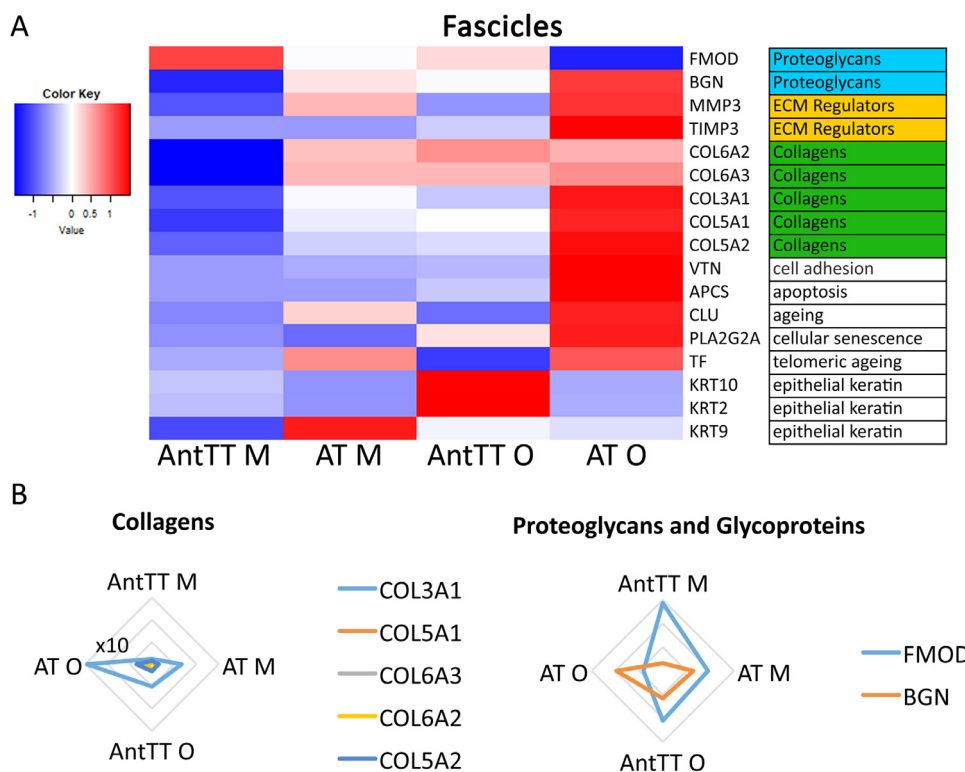 A
Fascicles
Color Key
-1 0 0.5 1
Value
FMOD Proteoglycans
BGN Proteoglycans
MMP3 ECM Regulators
TIMP3 ECM Regulators
COL6A2 Collagens
COL6A3 Collagens
COL3A1 Collagens
COL5A1 Collagens
COL5A2 Collagens
VTN cell adhesion
APCS apoptosis
CLU ageing
PLA2G2A cellular senescence
TF telomeric ageing
KRT10 epithelial keratin
KRT2 epithelial keratin
KRT9 epithelial keratin
AntTT M AT M AntTT O AT O
B
Collagens
AntTT M
x10
AT O AT M
AntTT O
COL3A1
COL5A1
COL6A3
COL6A2
COL5A2
Proteoglycans and Glycoproteins
AntTT M
AT O AT M
AntTT O
FMOD
BGN